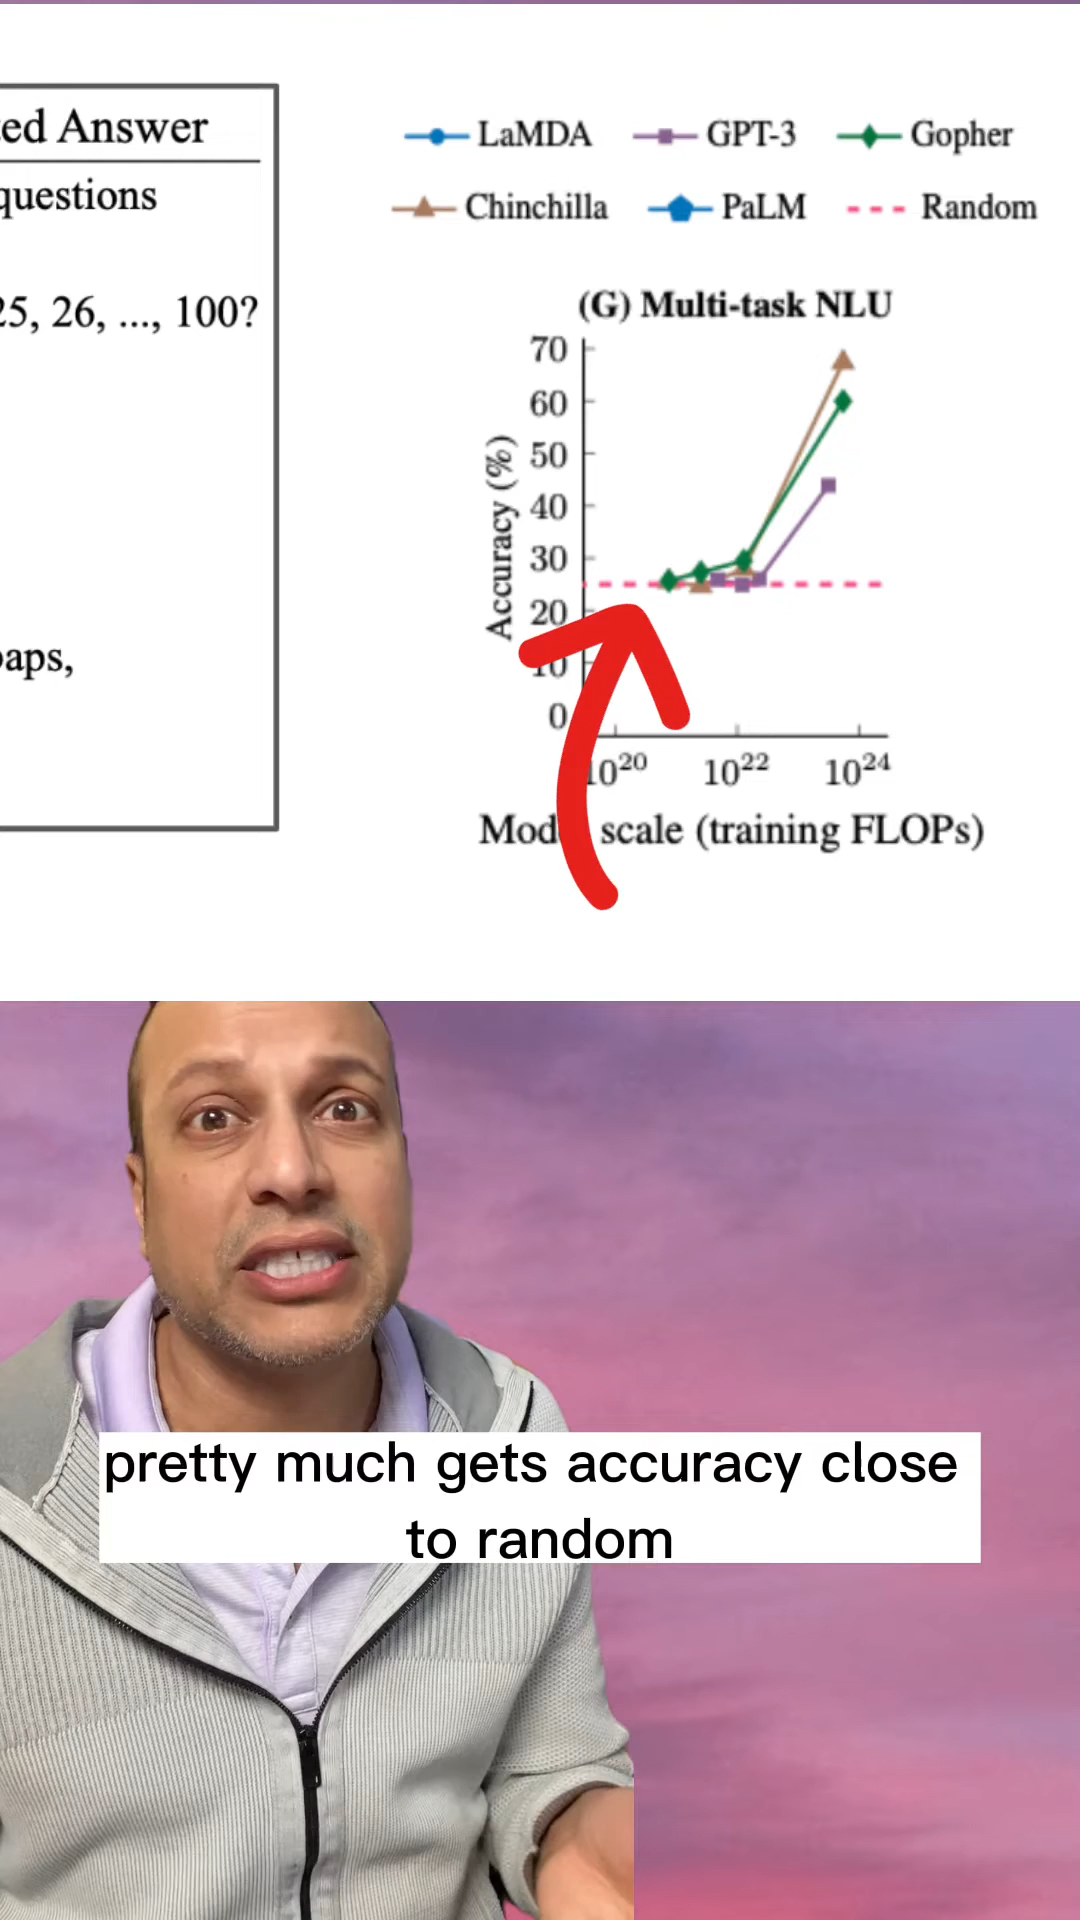 ed Answer
questions
25, 26, ..., 100?
aps,
LaMDA GPT-3 Gopher
Chinchilla PaLM Random
(G) Multi-task NLU
70
60
50
40
30
20
10
0
Accuracy (%)
10²⁰ 10²² 10²⁴
Mod scale (training FLOPs)
pretty much gets accuracy close
to random